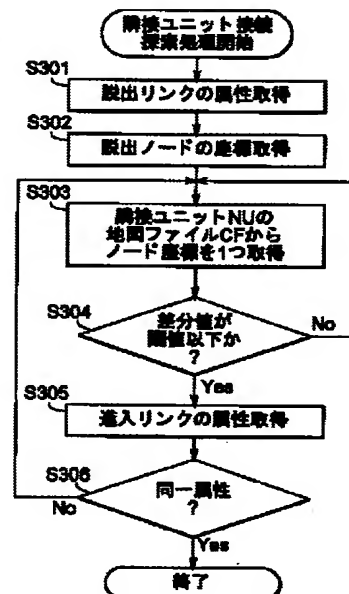 隣接ユニット接続
探索処理開始
S301
脱出リンクの属性取得
S302
脱出ノードの座標取得
S303
隣接ユニットNUの
地図ファイルCFから
ノード座標を1つ取得
S304
差分値が
閾値以下か
?
No
Yes
S305
進入リンクの属性取得
S306
同一属性
?
No
Yes
終了